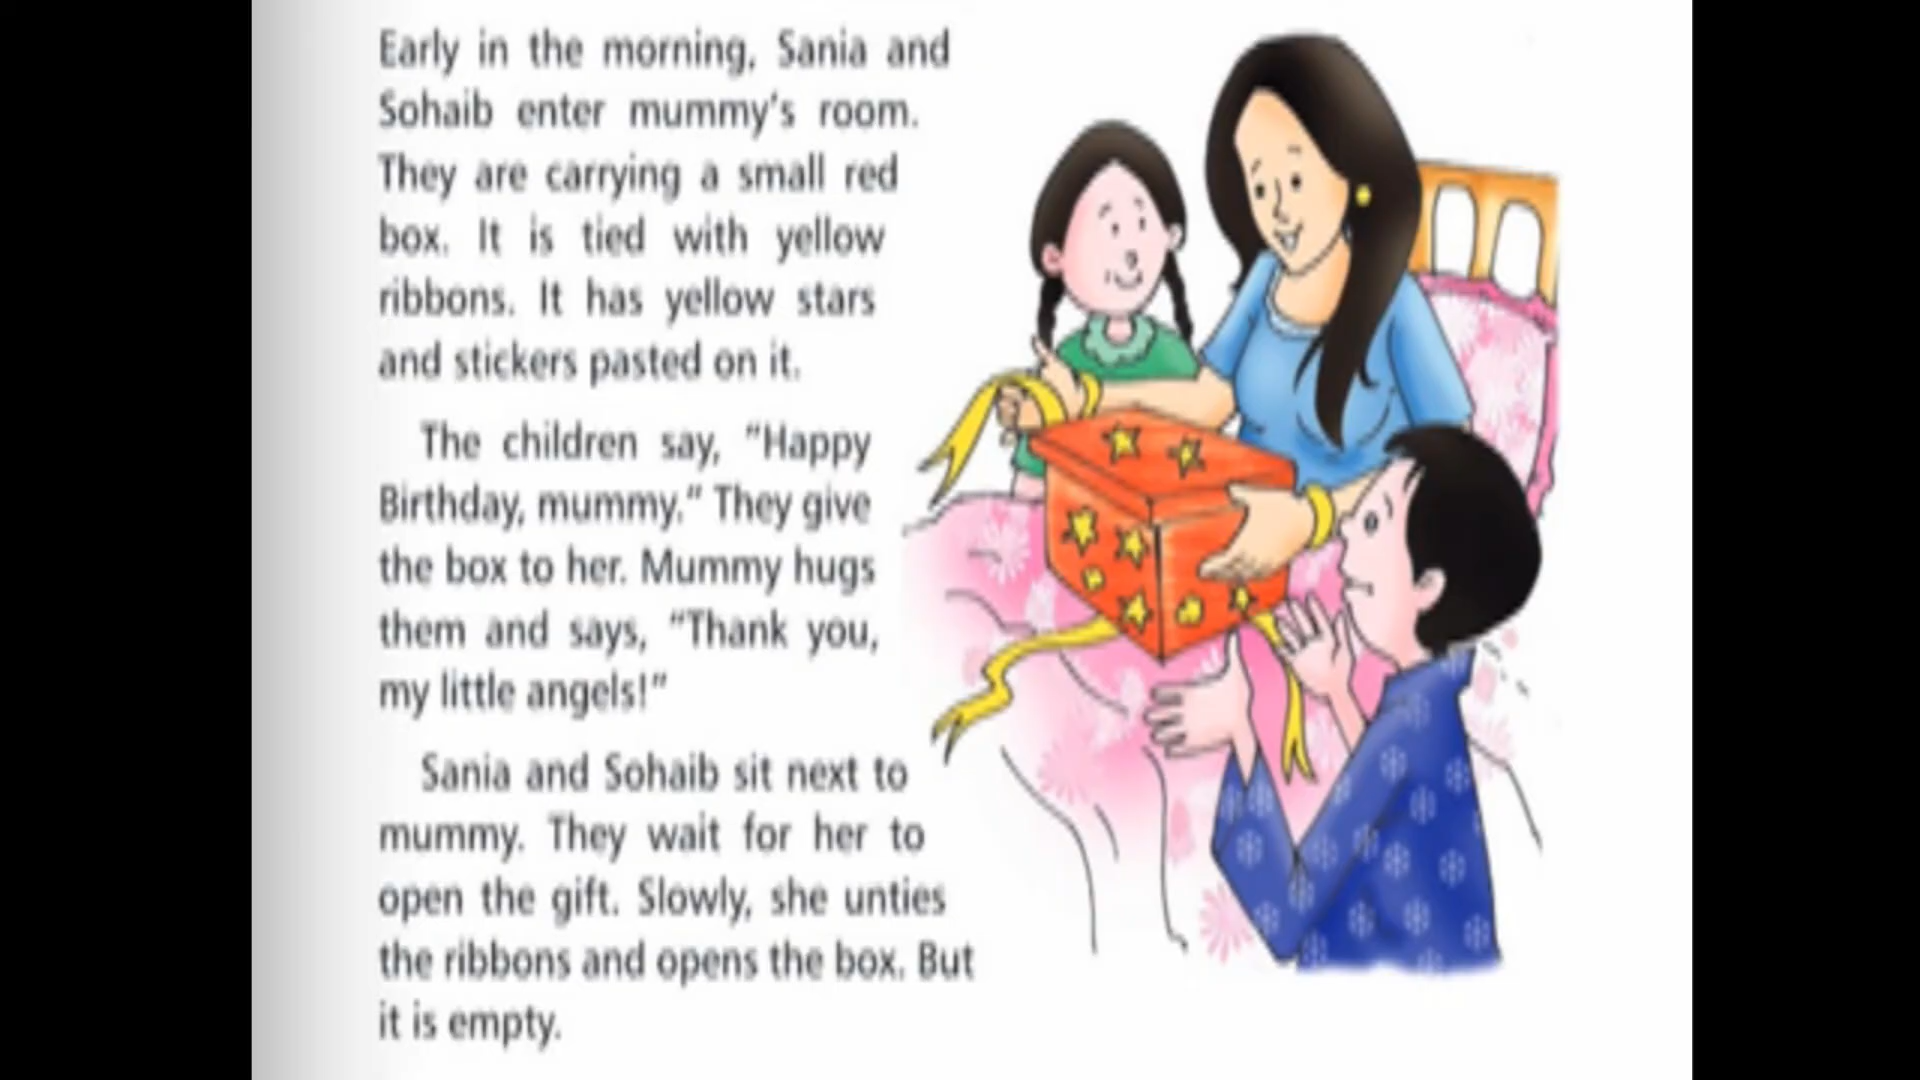 Early in the morning, Sania and
Sohaib enter mummy's room.
They are carrying a small red
box. It is tied with yellow
ribbons. It has yellow stars
and stickers pasted on it.
The children say, "Happy
Birthday, mummy." They give
the box to her. Mummy hugs
them and says, "Thank you,
my little angels!"
Sania and Sohaib sit next to
mummy. They wait for her to
open the gift. Slowly, she unties
the ribbons and opens the box. But
it is empty.